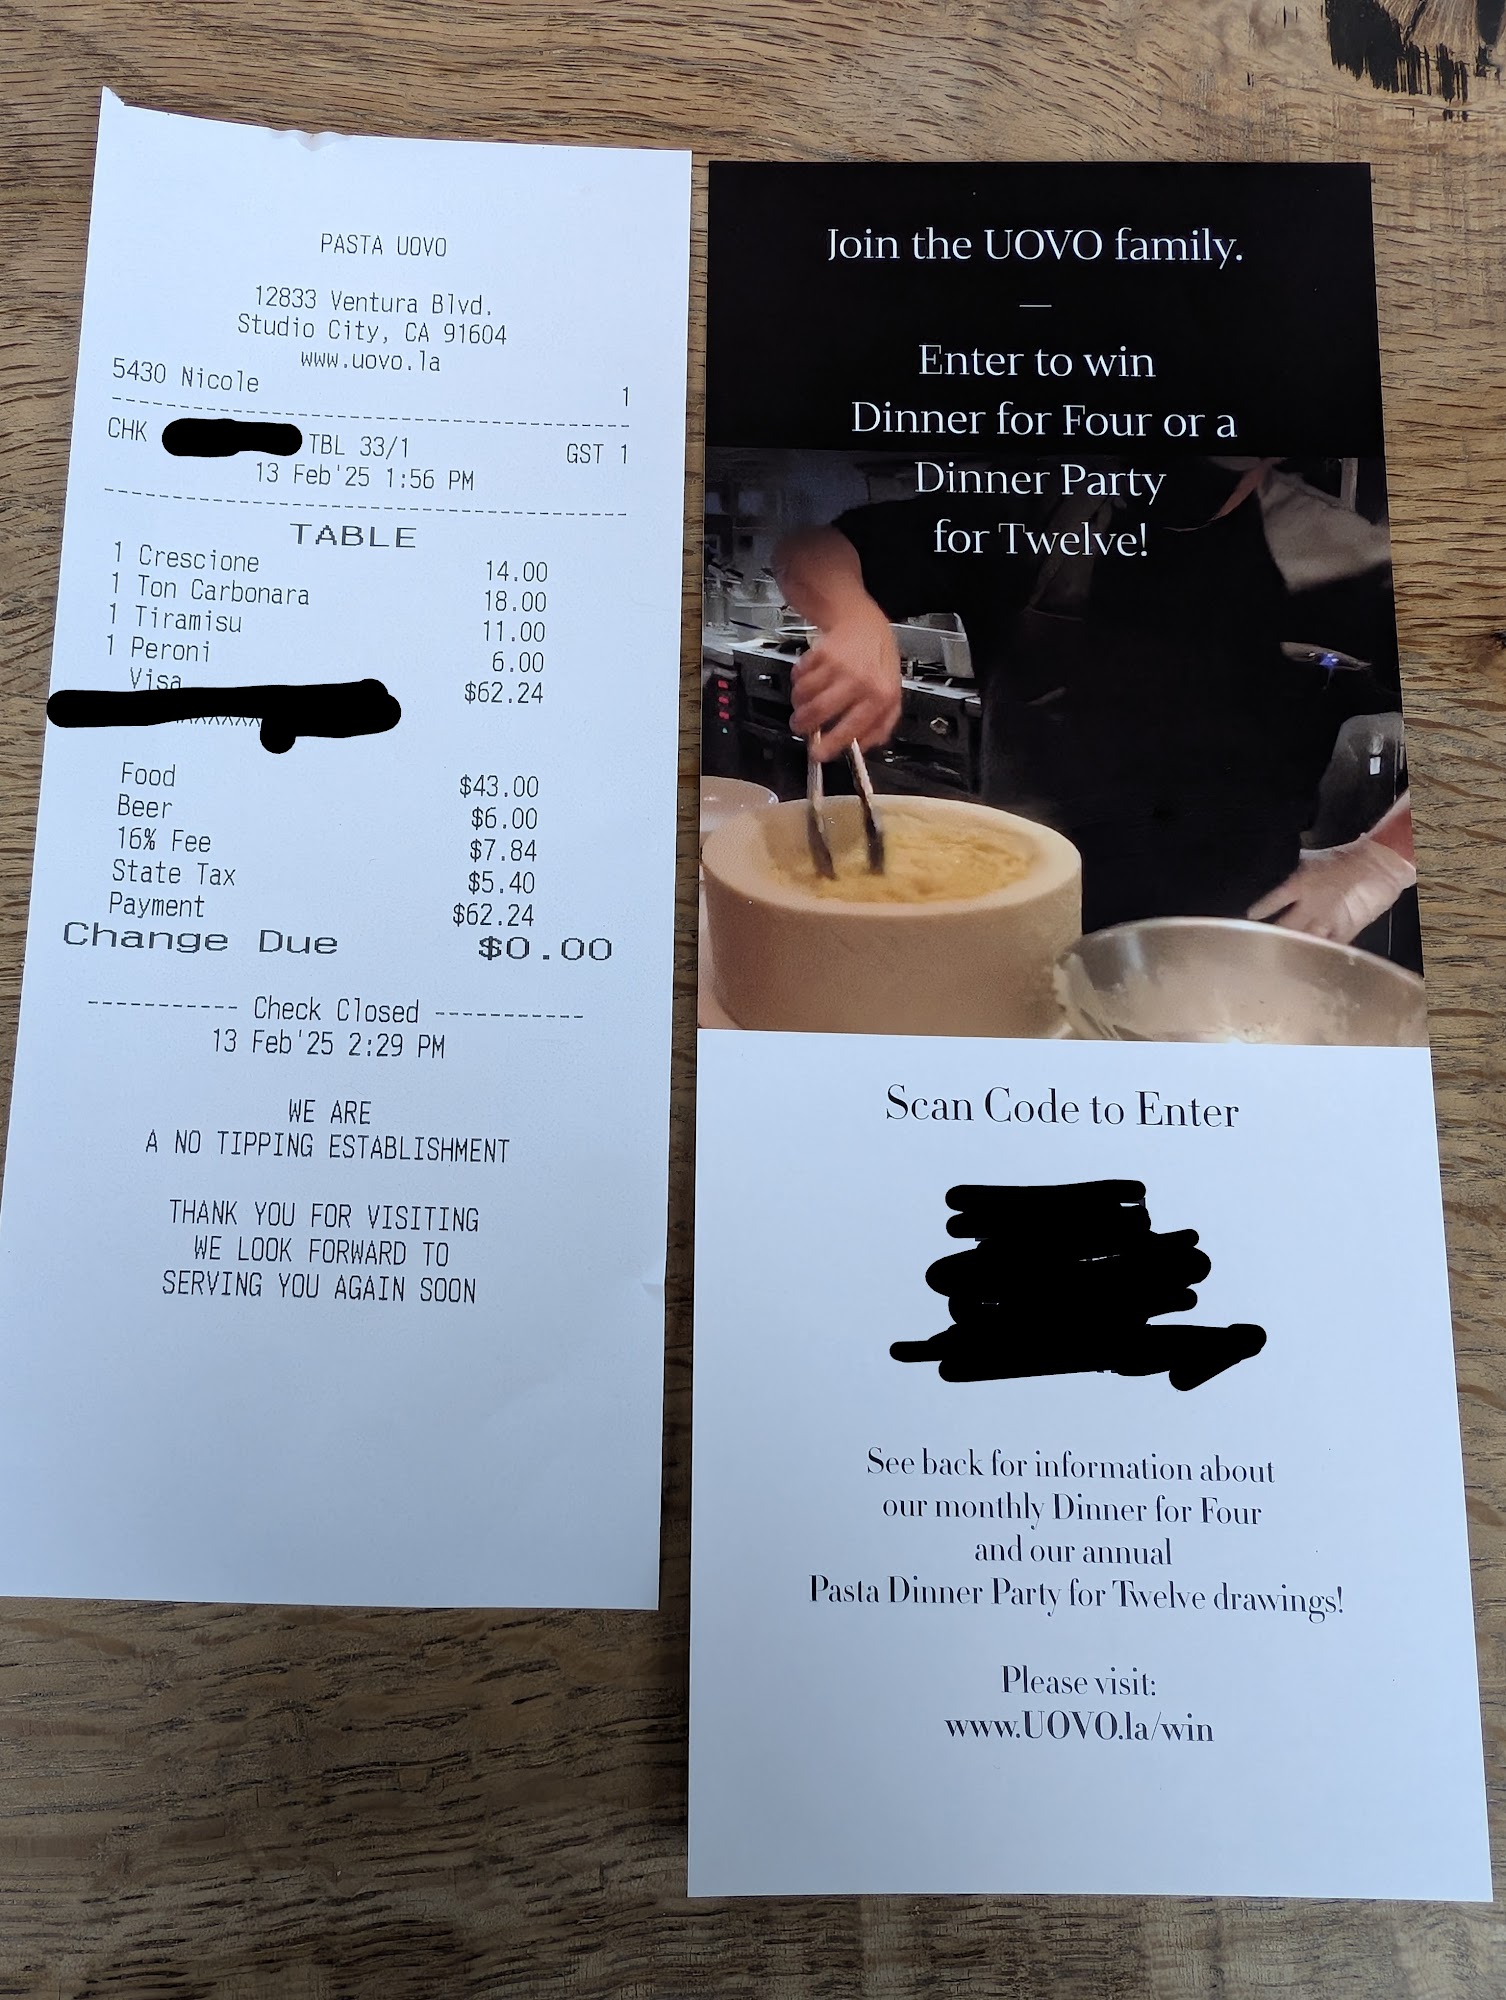 PASTA UOVO
12833 Ventura Blvd.
Studio City, CA 91604
www.uovo.la
5430 Nicole 1
CHK TBL 33/1 GST 1
13 Feb'25 1:56 PM
TABLE
1 Crescione 14.00
1 Ton Carbonara 18.00
1 Tiramisu 11.00
1 Peroni 6.00
Visa $62.24
Food $43.00
Beer $6.00
16% Fee $7.84
State Tax $5.40
Payment $62.24
Change Due $0.00
----------- Check Closed -----------
13 Feb'25 2:29 PM
WE ARE
A NO TIPPING ESTABLISHMENT
THANK YOU FOR VISITING
WE LOOK FORWARD TO
SERVING YOU AGAIN SOON
Join the UOVO family.
Enter to win
Dinner for Four or a
Dinner Party
for Twelve!
Scan Code to Enter
See back for information about
our monthly Dinner for Four
and our annual
Pasta Dinner Party for Twelve drawings!
Please visit:
www.UOVO.la/win